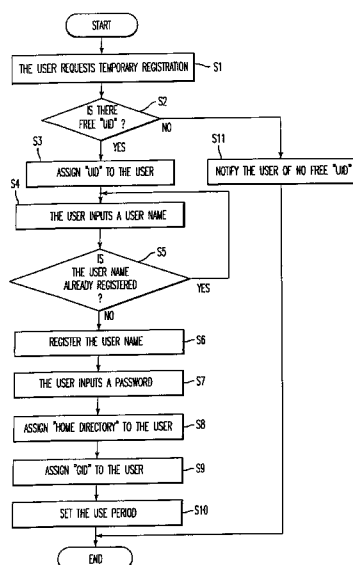 START
THE USER REQUESTS TEMPORARY REGISTRATION
S1
S2
IS THERE
FREE "UID" ?
NO
YES
S3
ASSIGN "UID" TO THE USER
S11
NOTIFY THE USER OF NO FREE "UID"
S4
THE USER INPUTS A USER NAME
S5
IS
THE USER NAME
ALREADY REGISTERED
?
YES
NO
REGISTER THE USER NAME
S6
THE USER INPUTS A PASSWORD
S7
ASSIGN "HOME DIRECTORY" TO THE USER
S8
ASSIGN "GID" TO THE USER
S9
SET THE USE PERIOD
S10
END